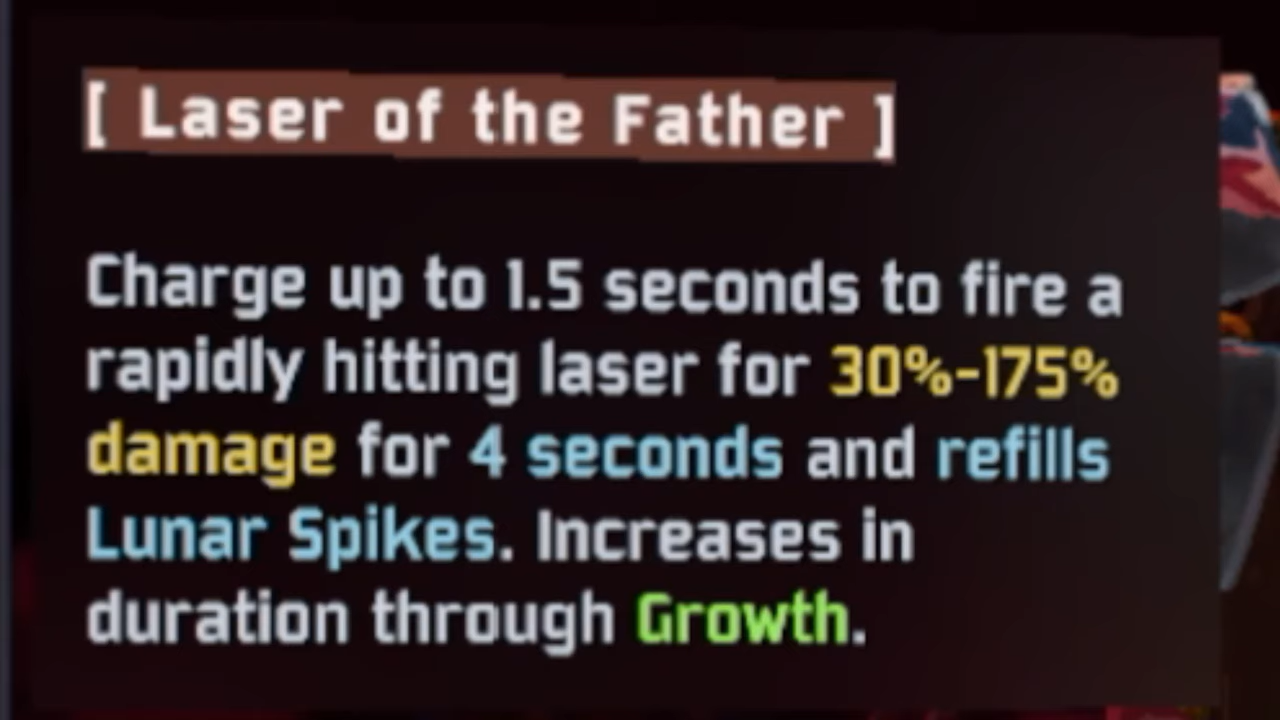 [ Laser of the Father ]
Charge up to 1.5 seconds to fire a
rapidly hitting laser for 30%-175%
damage for 4 seconds and refills
Lunar Spikes. Increases in
duration through Growth.